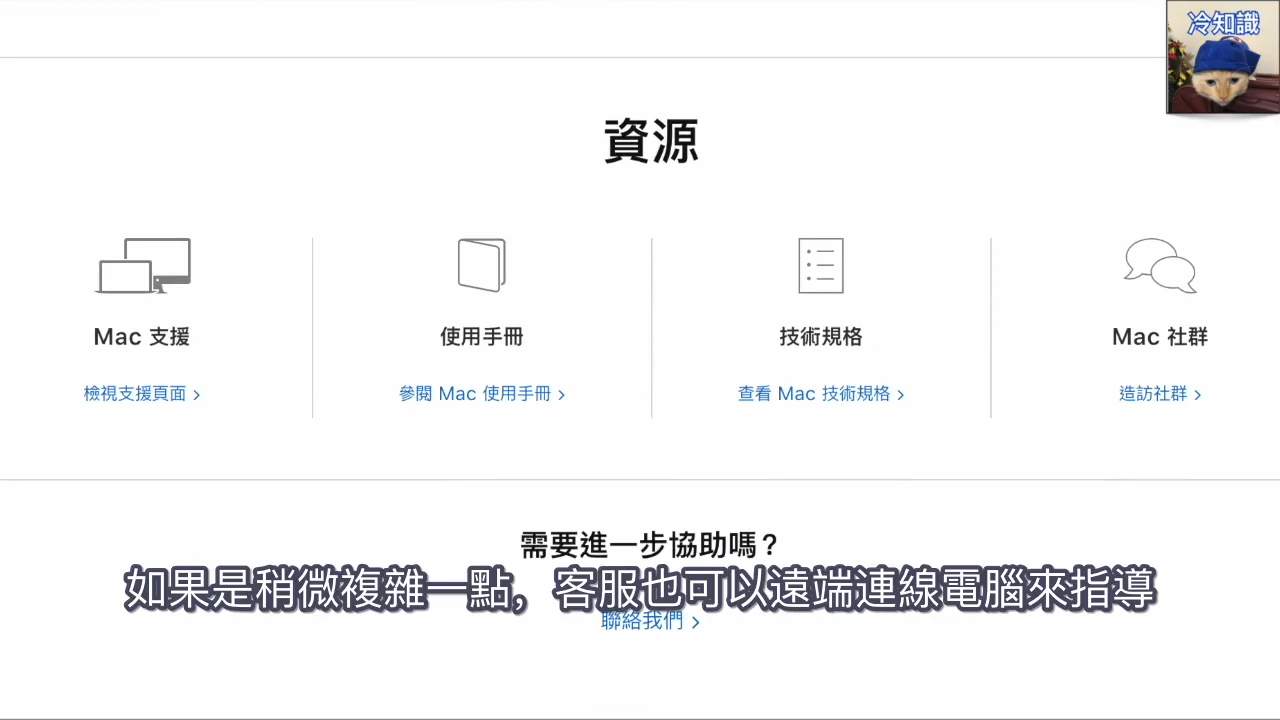 冷知識
資源
Mac 支援
使用手冊
技術規格
Mac 社群
檢視支援頁面 >
參閱 Mac 使用手冊 >
查看 Mac 技術規格 >
造訪社群 >
需要進一步協助嗎？
如果是稍微複雜一點，客服也可以遠端連線電腦來指導
聯絡我們 >